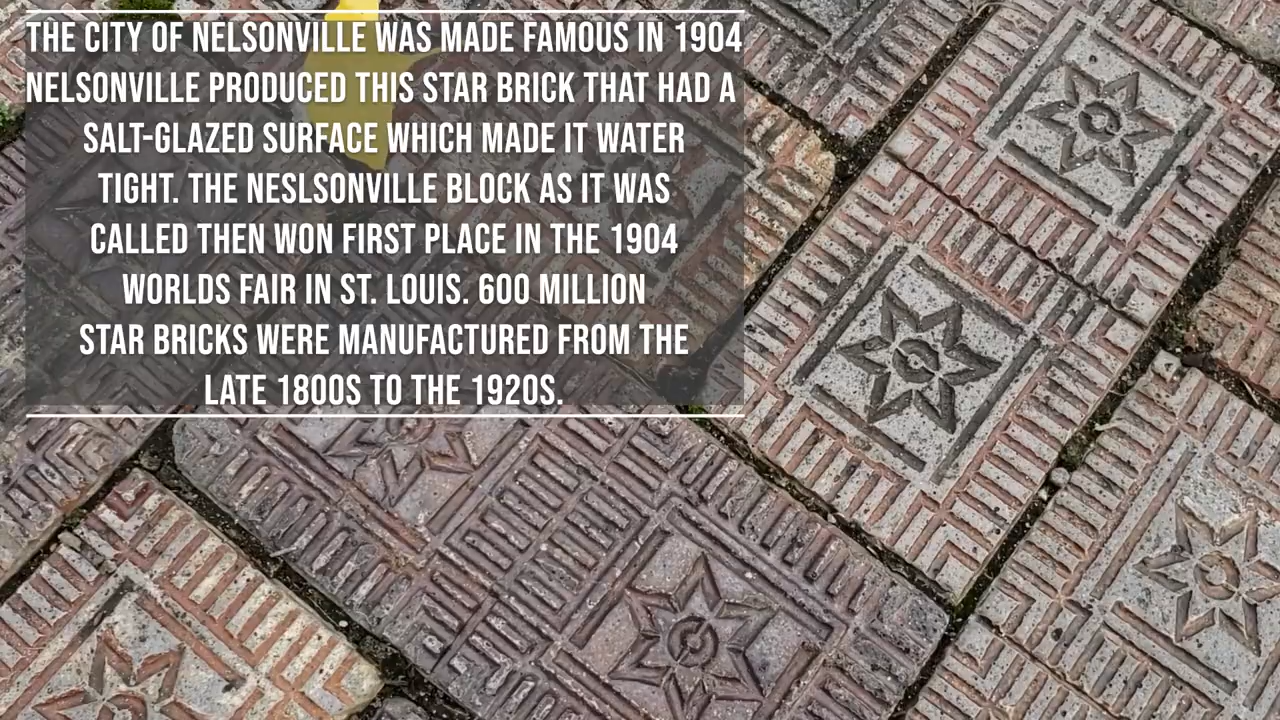 THE CITY OF NELSONVILLE WAS MADE FAMOUS IN 1904
NELSONVILLE PRODUCED THIS STAR BRICK THAT HAD A
SALT-GLAZED SURFACE WHICH MADE IT WATER
TIGHT. THE NESLSONVILLE BLOCK AS IT WAS
CALLED THEN WON FIRST PLACE IN THE 1904
WORLDS FAIR IN ST. LOUIS. 600 MILLION
STAR BRICKS WERE MANUFACTURED FROM THE
LATE 1800S TO THE 1920S.